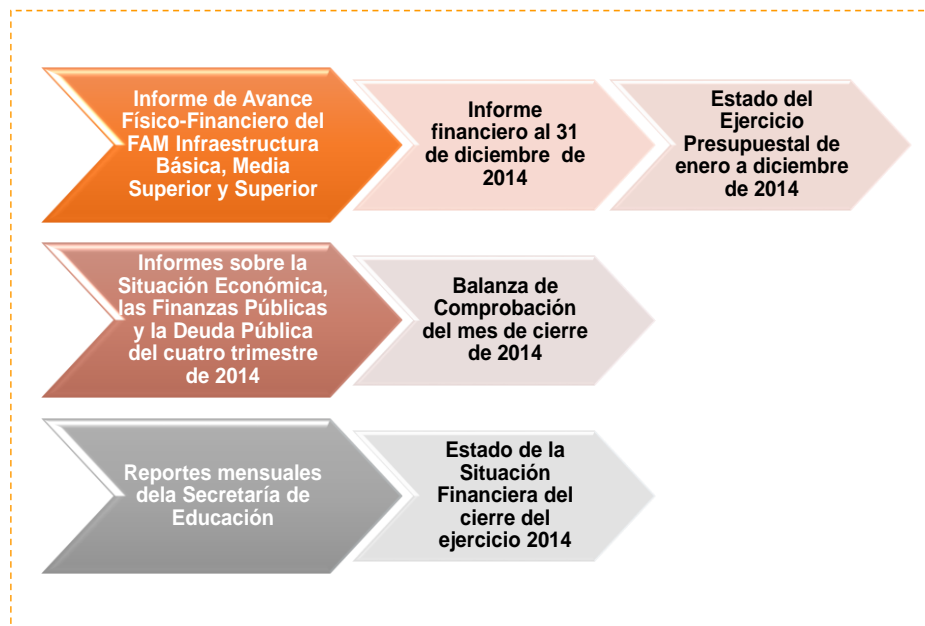 Informe de Avance
Físico-Financiero del
FAM Infraestructura
Básica, Media
Superior y Superior
Informe
financiero al 31
de diciembre de
2014
Estado del
Ejercicio
Presupuestal de
enero a diciembre
de 2014
Informes sobre la
Situación Económica,
las Finanzas Públicas
y la Deuda Pública
del cuatro trimestre
de 2014
Balanza de
Comprobación
del mes de cierre
de 2014
Reportes mensuales
dela Secretaría de
Educación
Estado de la
Situación
Financiera del
cierre del
ejercicio 2014